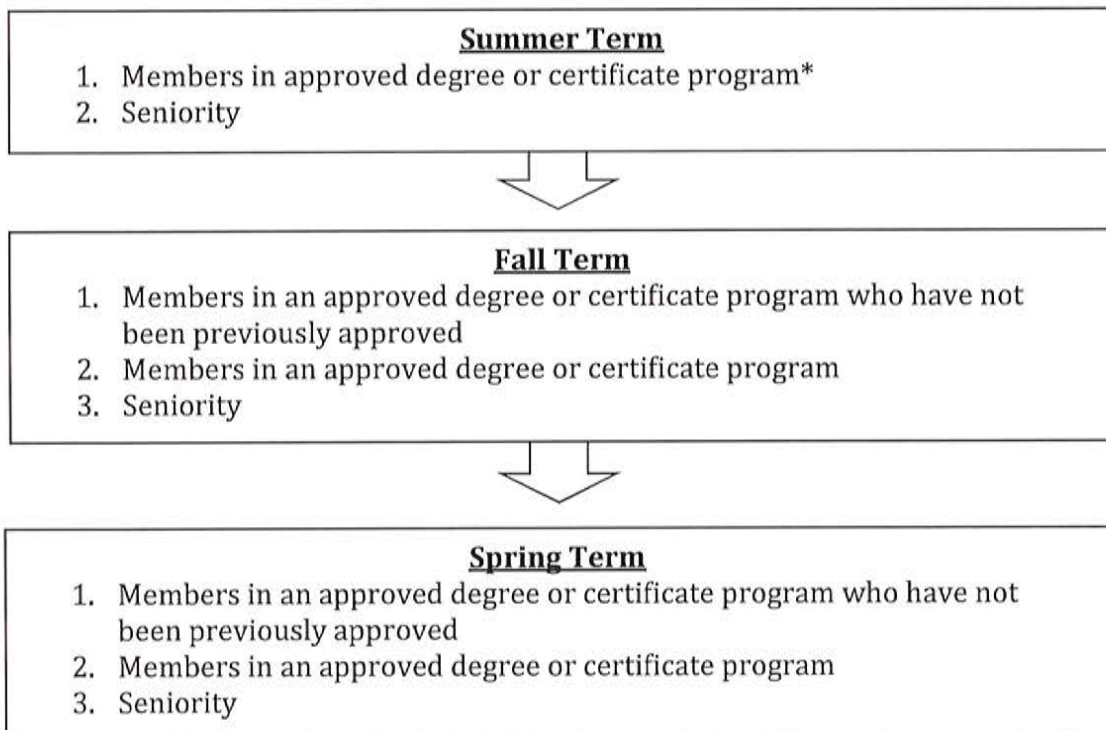 Summer Term
1. Members in approved degree or certificate program*
2. Seniority
Fall Term
1. Members in an approved degree or certificate program who have not
been previously approved
2. Members in an approved degree or certificate program
3. Seniority
Spring Term
1. Members in an approved degree or certificate program who have not
been previously approved
2. Members in an approved degree or certificate program
3. Seniority